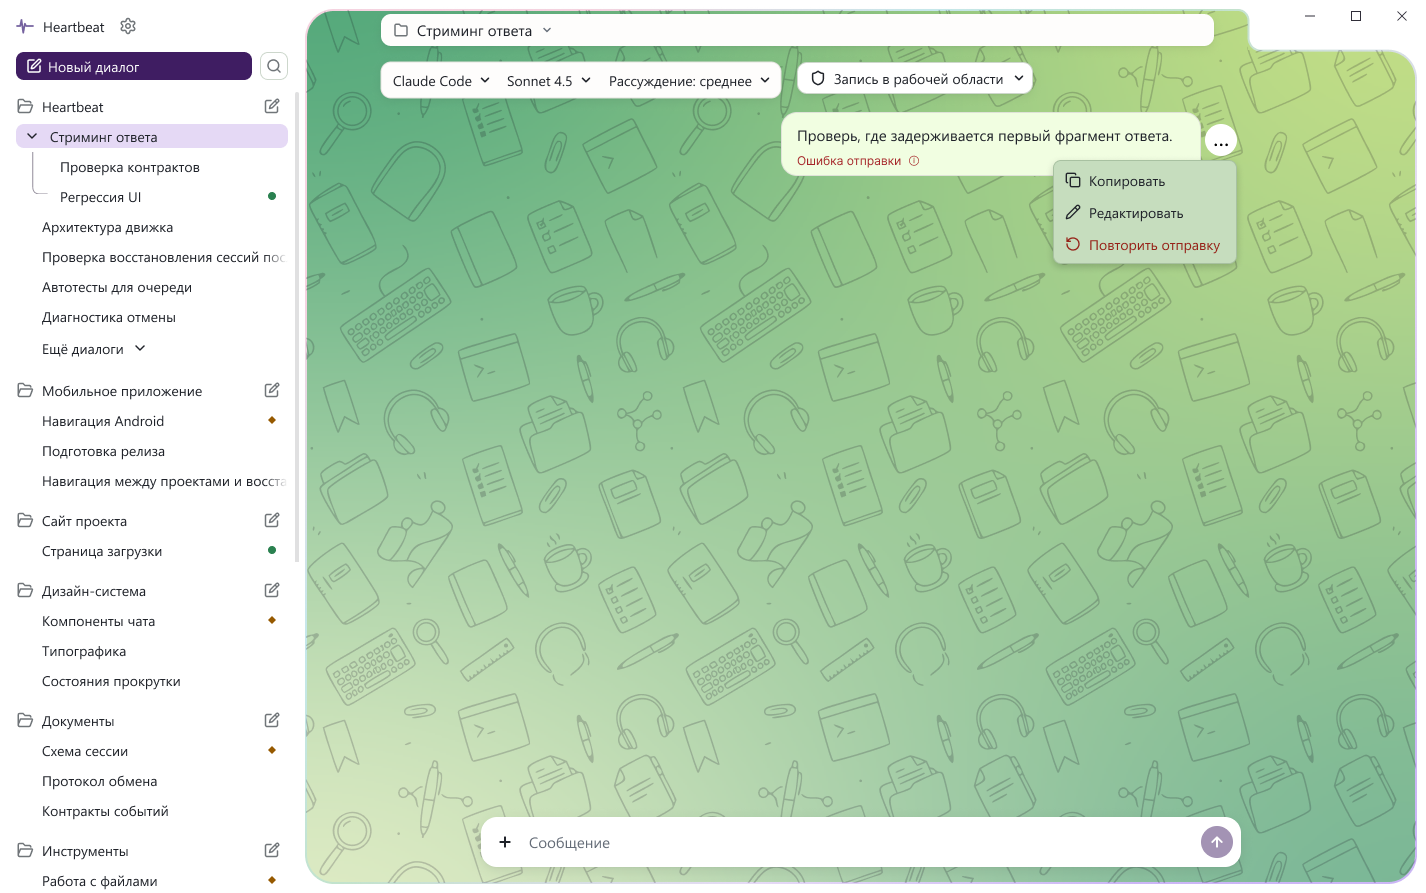 Heartbeat
Новый диалог
Heartbeat
Стриминг ответа
Проверка контрактов
Регрессия UI
Архитектура движка
Проверка восстановления сессий пос
Автотесты для очереди
Диагностика отмены
Ещё диалоги
Мобильное приложение
Навигация Android
Подготовка релиза
Навигация между проектами и восста
Сайт проекта
Страница загрузки
Дизайн-система
Компоненты чата
Типографика
Состояния прокрутки
Документы
Схема сессии
Протокол обмена
Контракты событий
Инструменты
Работа с файлами
Стриминг ответа
Claude Code Sonnet 4.5 Рассуждение: среднее Запись в рабочей области
Проверь, где задерживается первый фрагмент ответа.
Ошибка отправки
Копировать
Редактировать
Повторить отправку
Сообщение